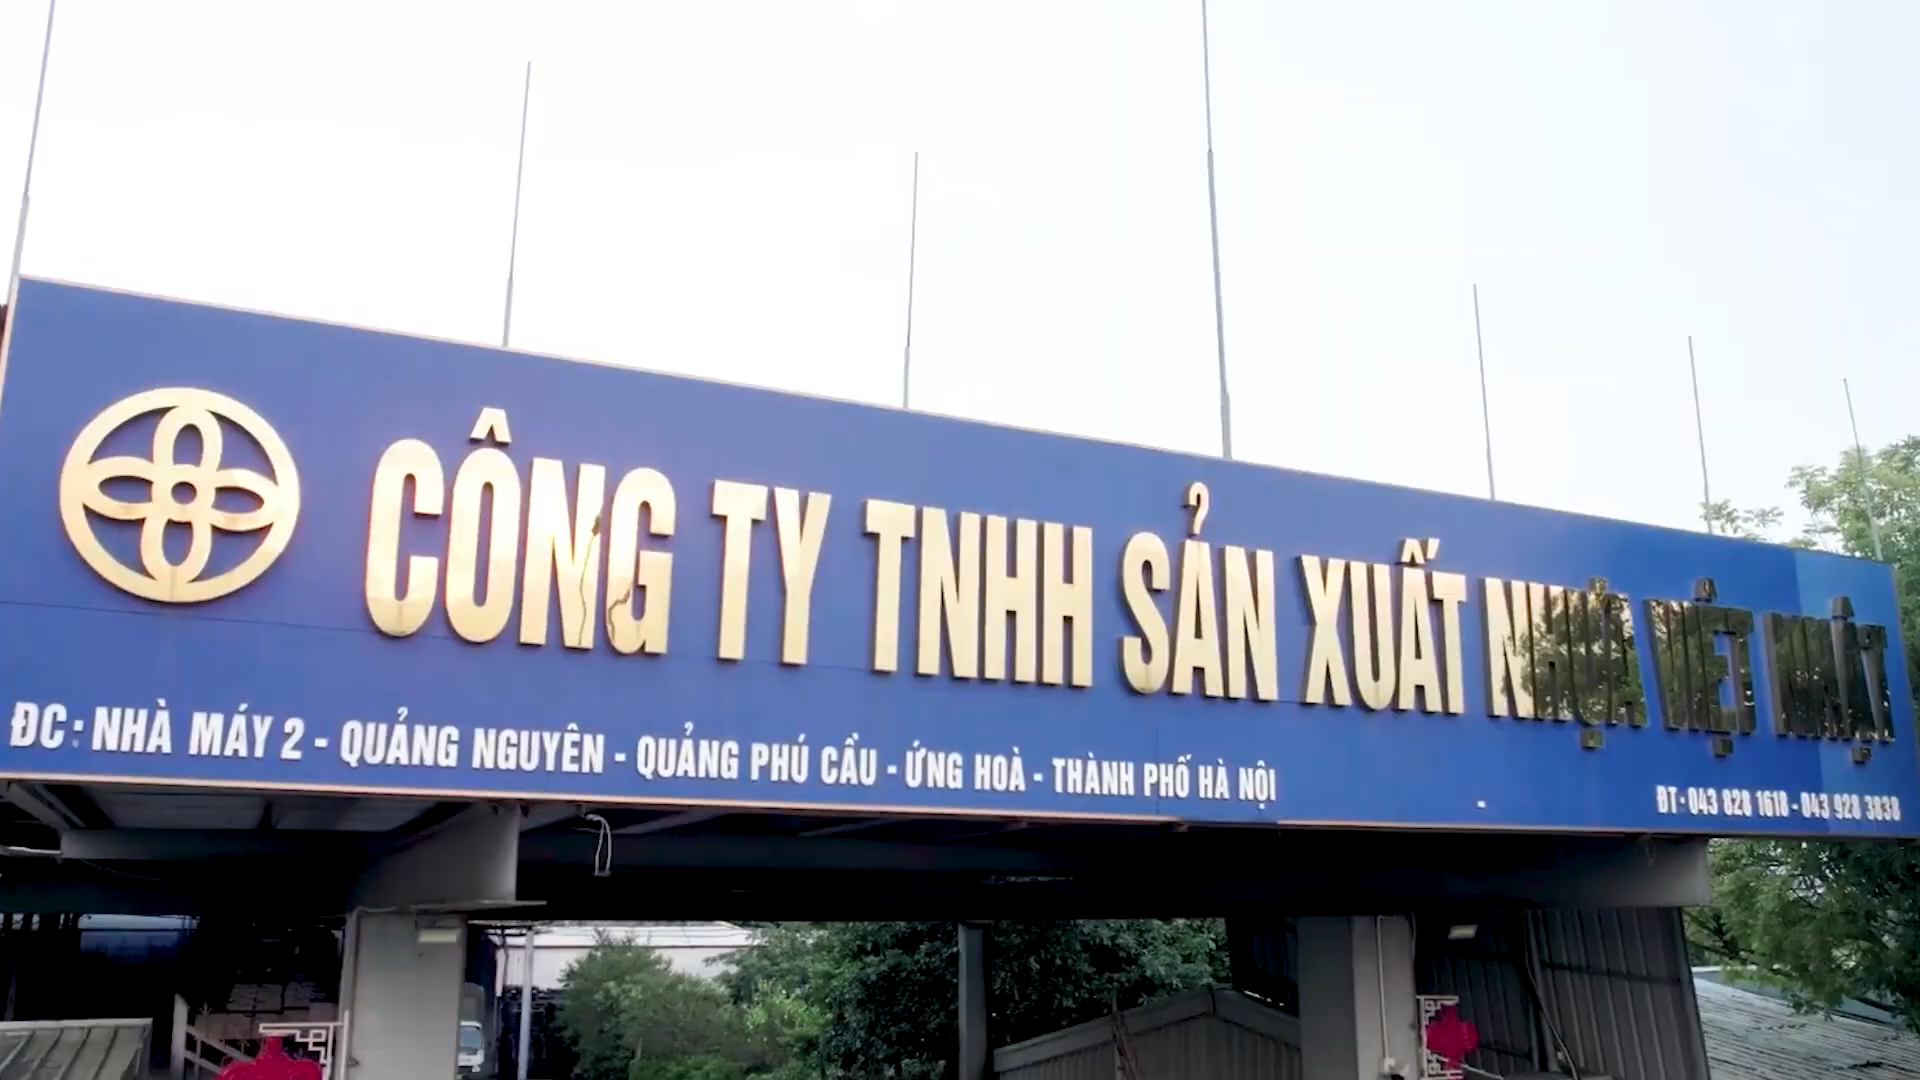 CÔNG TY TNHH SẢN XUẤT NHỰA VIỆT NHẬT
ĐC: NHÀ MÁY 2 - QUẢNG NGUYÊN - QUẢNG PHÚ CẦU - ỨNG HOÀ - THÀNH PHỐ HÀ NỘI
ĐT: 043 828 1618 - 043 928 3838